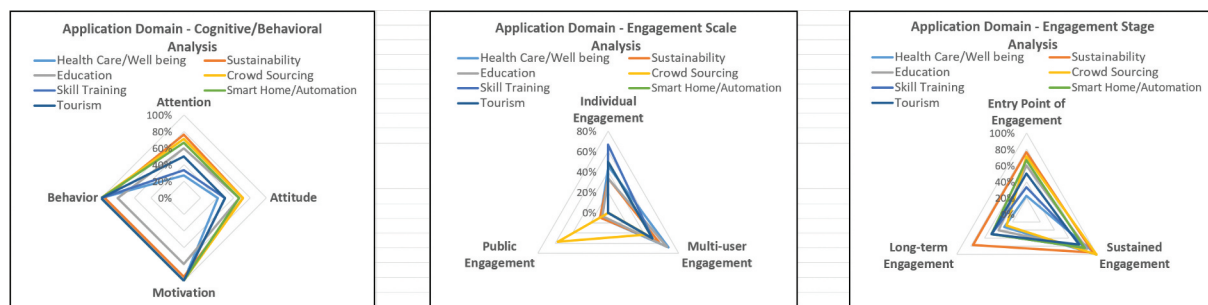 Application Domain - Cognitive/Behavioral
Analysis
Health Care/Well being
Sustainability
Education
Crowd Sourcing
Skill Training
Smart Home/Automation
Tourism
Attention
100%
80%
60%
40%
20%
0%
Behavior
Attitude
Motivation
Application Domain - Engagement Scale
Analysis
Health Care/Well being
Sustainability
Education
Crowd Sourcing
Skill Training
Smart Home/Automation
Tourism
Individual
Engagement
80%
60%
40%
20%
0%
Public
Engagement
Multi-user
Engagement
Application Domain - Engagement Stage
Analysis
Health Care/Well being
Sustainability
Education
Crowd Sourcing
Skill Training
Smart Home/Automation
Tourism
Entry Point of
Engagement
100%
80%
60%
40%
20%
Long-term
Engagement
Sustained
Engagement